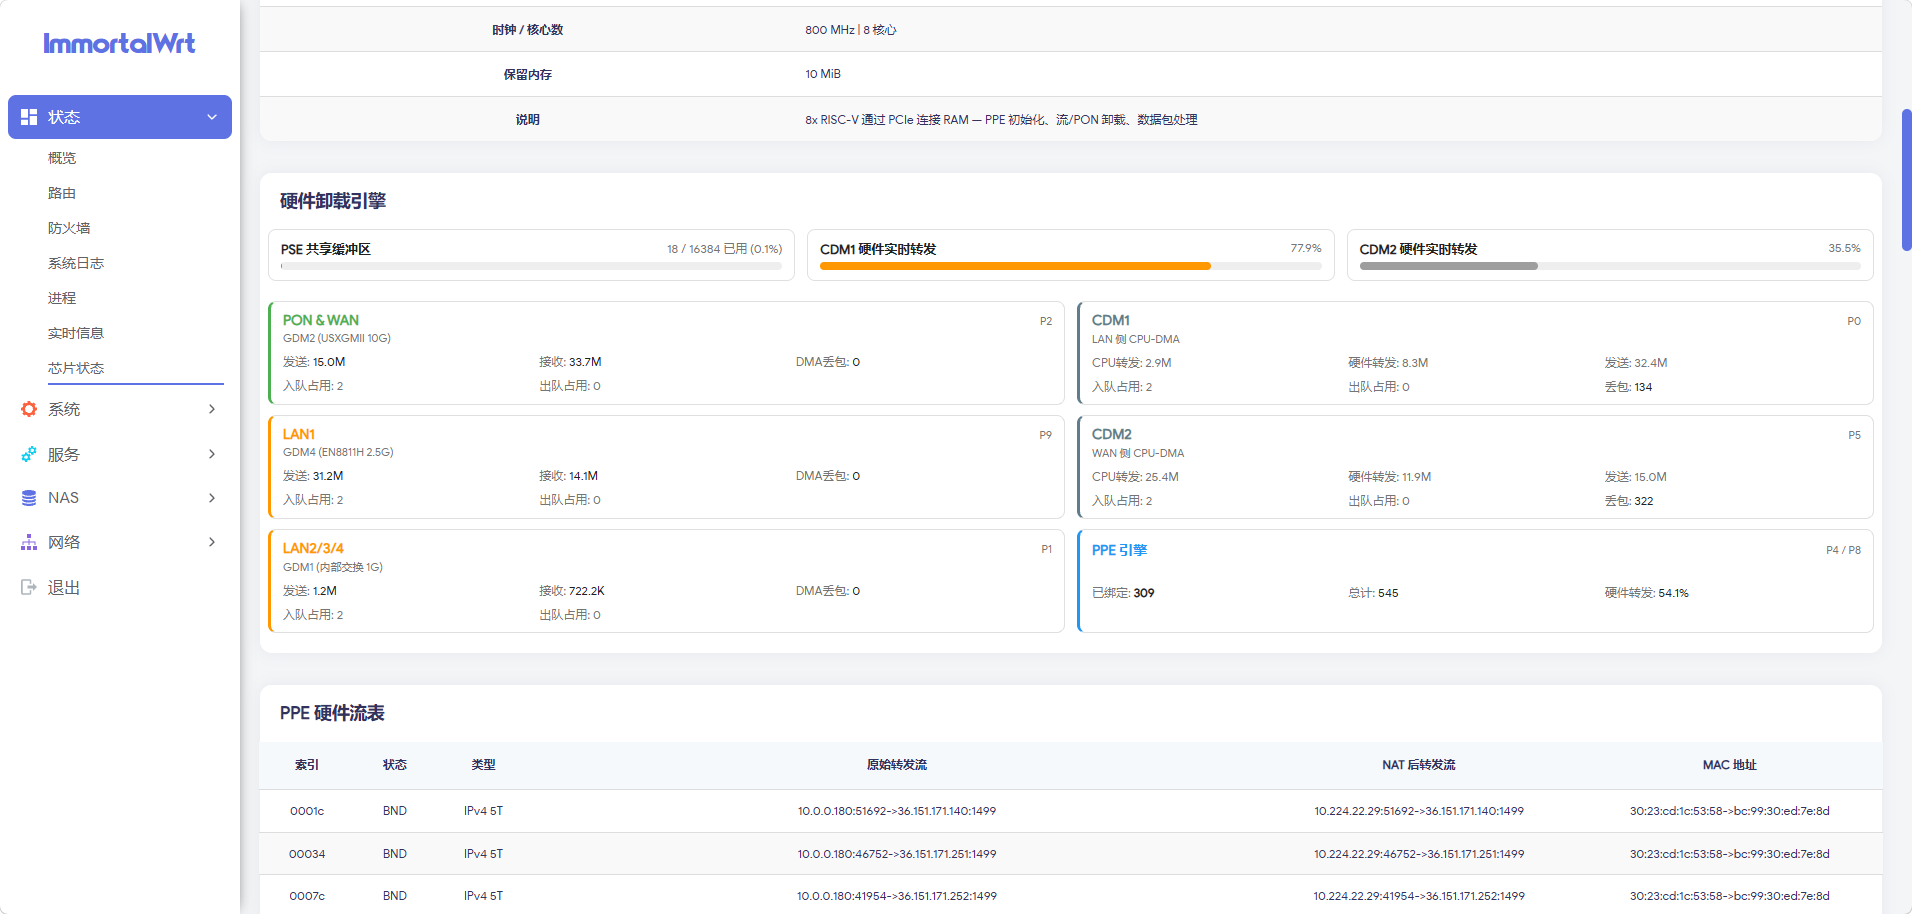 ImmortalWrt
状态
概览
路由
防火墙
系统日志
进程
实时信息
芯片状态
系统
服务
NAS
网络
退出
时钟 / 核心数 800 MHz | 8 核心
保留内存 10 MiB
说明 8x RISC-V 通过 PCIe 连接 RAM — PPE 初始化、流/PON 卸载、数据包处理
硬件卸载引擎
PSE 共享缓冲区 18 / 16384 已用 (0.1%)
CDM1 硬件实时转发 77.9%
CDM2 硬件实时转发 35.5%
PON & WAN P2
GDM2 (USXGMII 10G)
发送: 15.0M 接收: 33.7M DMA丢包: 0
入队占用: 2 出队占用: 0
CDM1 P0
LAN 侧 CPU-DMA
CPU转发: 2.9M 硬件转发: 8.3M 发送: 32.4M
入队占用: 2 出队占用: 0 丢包: 134
LAN1 P9
GDM4 (EN8811H 2.5G)
发送: 31.2M 接收: 14.1M DMA丢包: 0
入队占用: 2 出队占用: 0
CDM2 P5
WAN 侧 CPU-DMA
CPU转发: 25.4M 硬件转发: 11.9M 发送: 15.0M
入队占用: 2 出队占用: 0 丢包: 322
LAN2/3/4 P1
GDM1 (内部交换 1G)
发送: 1.2M 接收: 722.2K DMA丢包: 0
入队占用: 2 出队占用: 0
PPE 引擎 P4 / P8
已绑定: 309 总计: 545 硬件转发: 54.1%
PPE 硬件流表
索引 状态 类型 原始转发流 NAT 后转发流 MAC 地址
0001c BND IPv4 5T 10.0.0.180:51692->36.151.171.140:1499 10.224.22.29:51692->36.151.171.140:1499 30:23:cd:1c:53:58->bc:99:30:ed:7e:8d
00034 BND IPv4 5T 10.0.0.180:46752->36.151.171.251:1499 10.224.22.29:46752->36.151.171.251:1499 30:23:cd:1c:53:58->bc:99:30:ed:7e:8d
0007c BND IPv4 5T 10.0.0.180:41954->36.151.171.252:1499 10.224.22.29:41954->36.151.171.252:1499 30:23:cd:1c:53:58->bc:99:30:ed:7e:8d